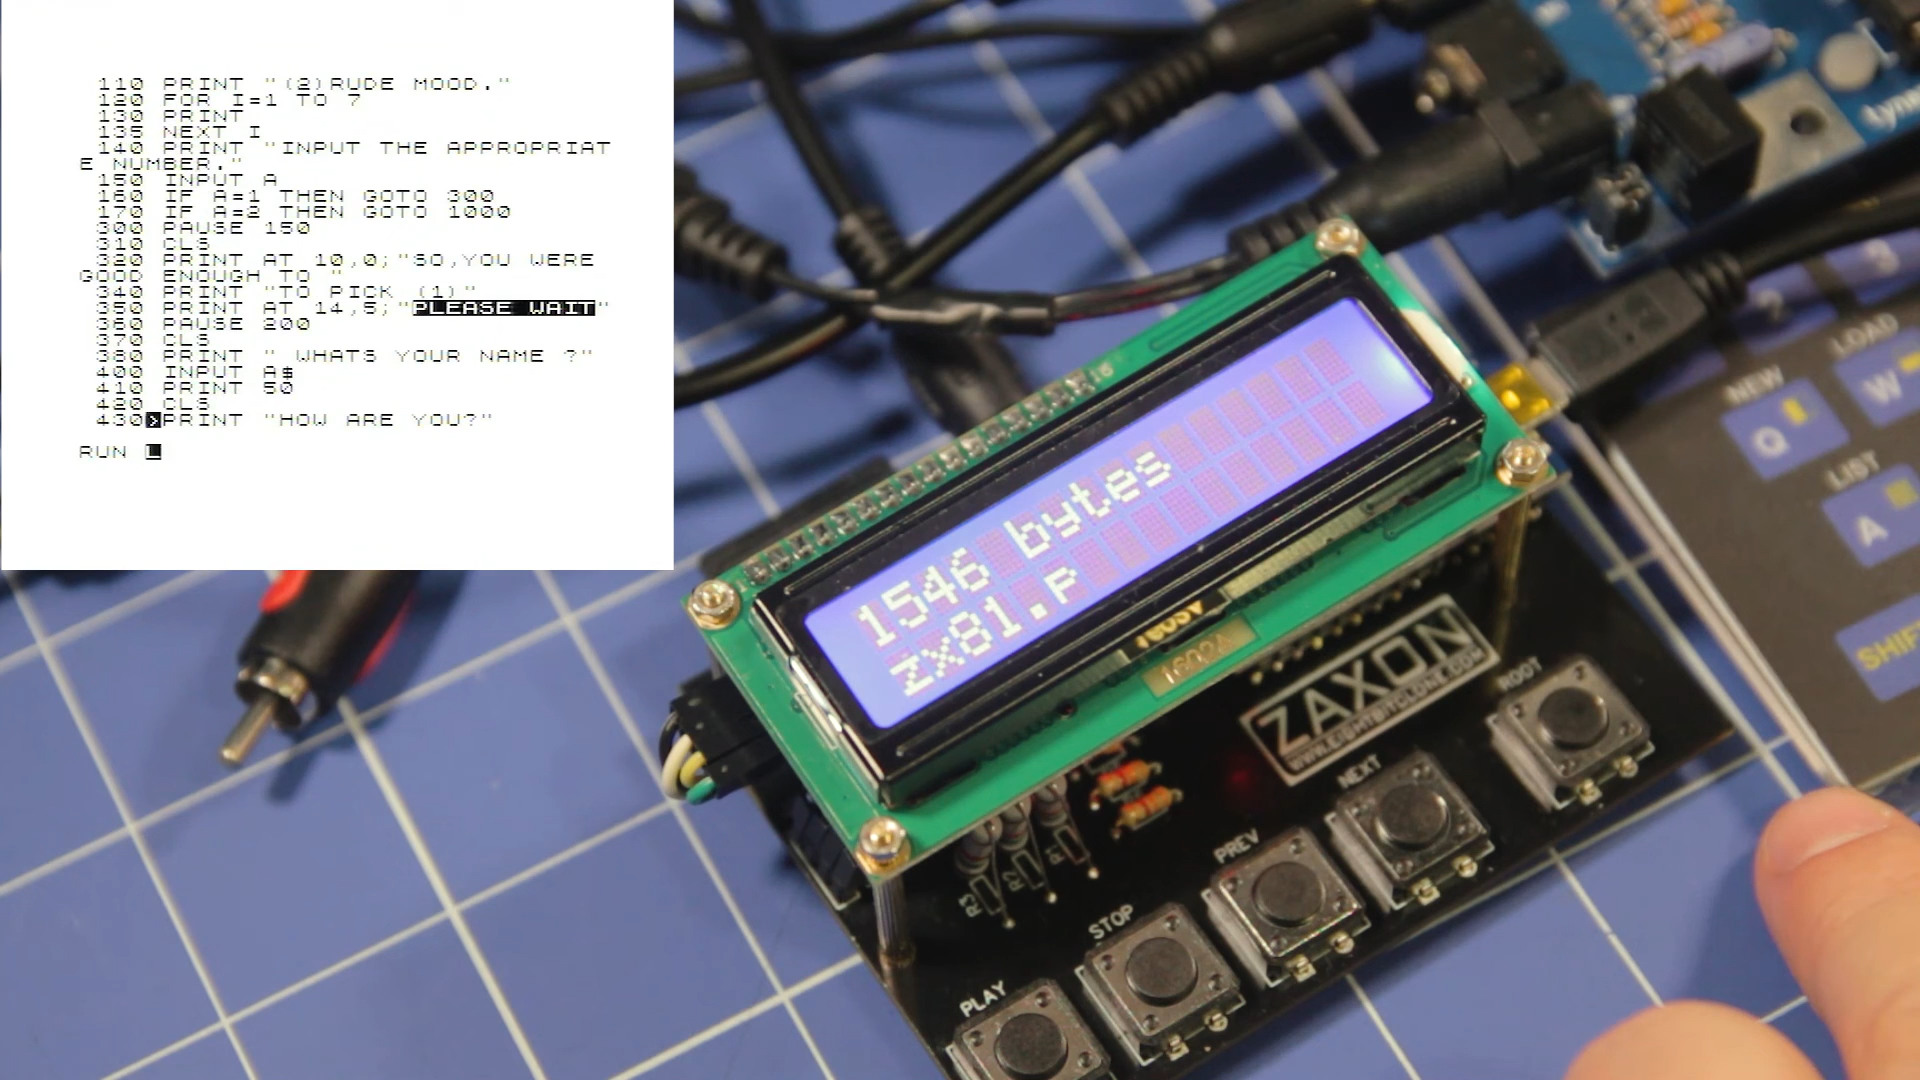 110 PRINT "(2)RUDE MOOD."
120 FOR I=1 TO 7
130 PRINT
135 NEXT I
140 PRINT "INPUT THE APPROPRIAT
E NUMBER."
150 INPUT A
160 IF A=1 THEN GOTO 300
170 IF A=2 THEN GOTO 1000
300 PAUSE 150
310 CLS
320 PRINT AT 10,0;"SO,YOU WERE
GOOD ENOUGH TO "
340 PRINT "TO PICK (1)"
350 PRINT AT 14,5;"PLEASE WAIT"
360 PAUSE 200
370 CLS
380 PRINT " WHATS YOUR NAME ?"
400 INPUT A$
410 PRINT 50
420 CLS
430>PRINT "HOW ARE YOU?"
RUN L
16
1546 bytes
zx81.P
1602A
ZAXON
WWW.EIGHTBITCLONE.COM
ROOT
NEXT
PREV
STOP
PLAY
R3
R2
R1
3
LOAD
NEW
W
Q
LIST
A